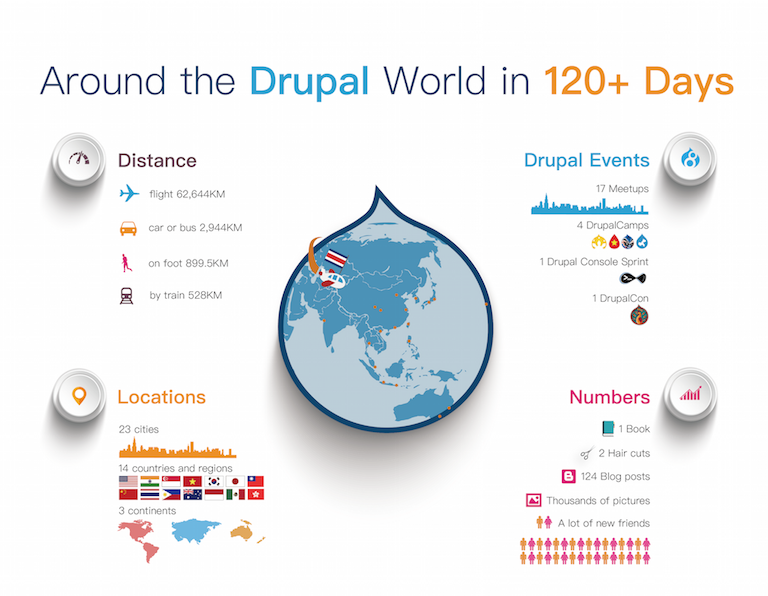 Around the Drupal World in 120+ Days
Distance
flight 62,644KM
car or bus 2,944KM
on foot 899.5KM
by train 528KM
Drupal Events
17 Meetups
4 DrupalCamps
1 Drupal Console Sprint
1 DrupalCon
Locations
23 cities
14 countries and regions
3 continents
Numbers
1 Book
2 Hair cuts
124 Blog posts
Thousands of pictures
A lot of new friends